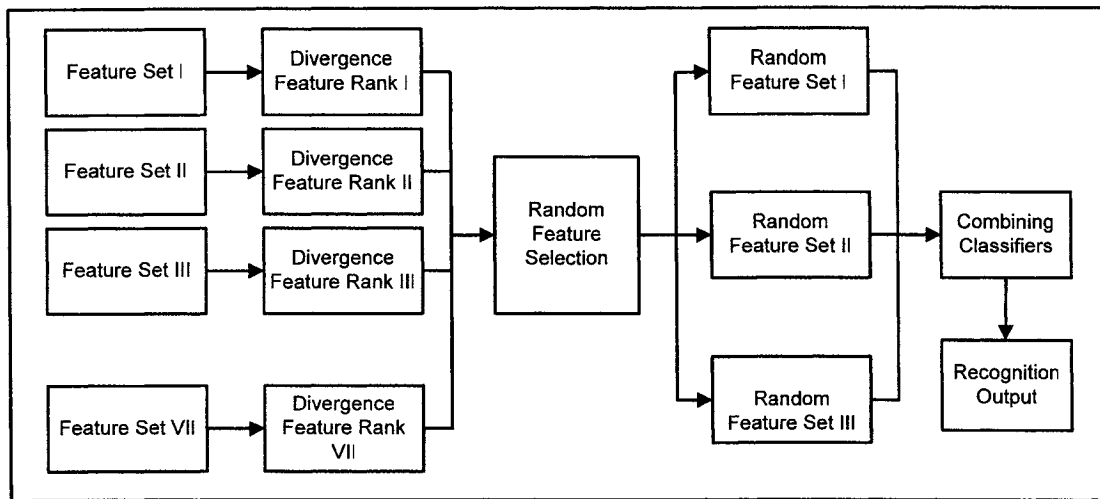 Feature Set I
Divergence
Feature Rank I
Feature Set II
Divergence
Feature Rank II
Feature Set III
Divergence
Feature Rank III
Feature Set VII
Divergence
Feature Rank
VII
Random
Feature
Selection
Random
Feature Set I
Random
Feature Set II
Random
Feature Set III
Combining
Classifiers
Recognition
Output